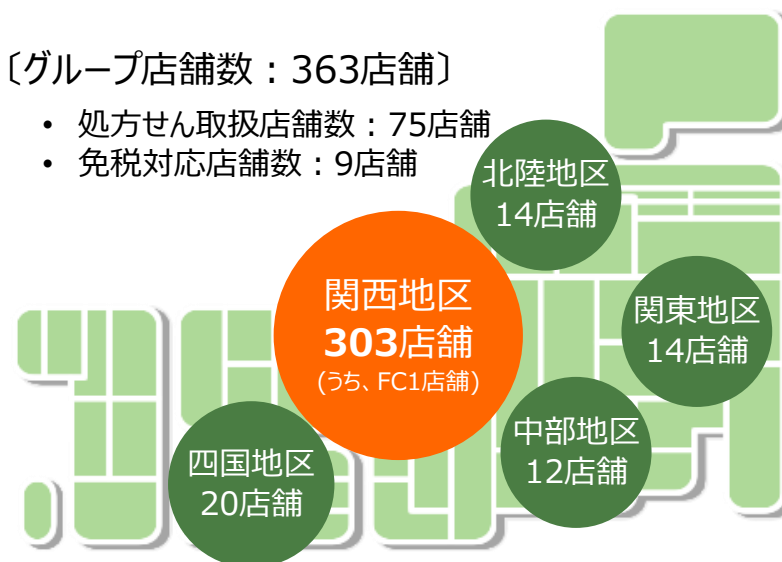 〔グループ店舗数：363店舗〕
• 処方せん取扱店舗数：75店舗
• 免税対応店舗数：9店舗
北陸地区
14店舗
関西地区
303店舗
(うち、FC1店舗)
関東地区
14店舗
中部地区
12店舗
四国地区
20店舗